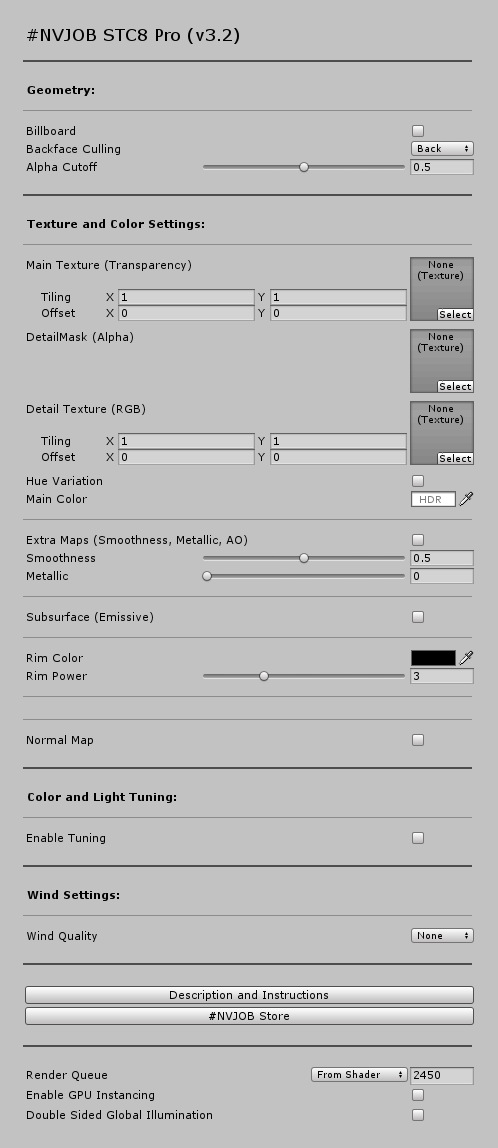 #NVJOB STC8 Pro (v3.2)
Geometry:
Billboard
Backface Culling Back
Alpha Cutoff 0.5
Texture and Color Settings:
Main Texture (Transparency)
None
(Texture)
Tiling X 1 Y 1
Offset X 0 Y 0
Select
DetailMask (Alpha)
None
(Texture)
Select
Detail Texture (RGB)
None
(Texture)
Tiling X 1 Y 1
Offset X 0 Y 0
Select
Hue Variation
Main Color HDR
Extra Maps (Smoothness, Metallic, AO)
Smoothness 0.5
Metallic 0
Subsurface (Emissive)
Rim Color
Rim Power 3
Normal Map
Color and Light Tuning:
Enable Tuning
Wind Settings:
Wind Quality None
Description and Instructions
#NVJOB Store
Render Queue From Shader 2450
Enable GPU Instancing
Double Sided Global Illumination